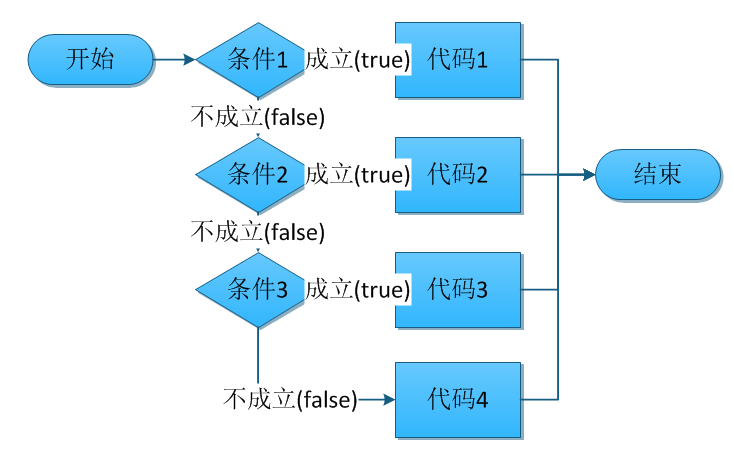 开始
条件1
成立(true)
代码1
不成立(false)
条件2
成立(true)
代码2
结束
不成立(false)
条件3
成立(true)
代码3
不成立(false)
代码4